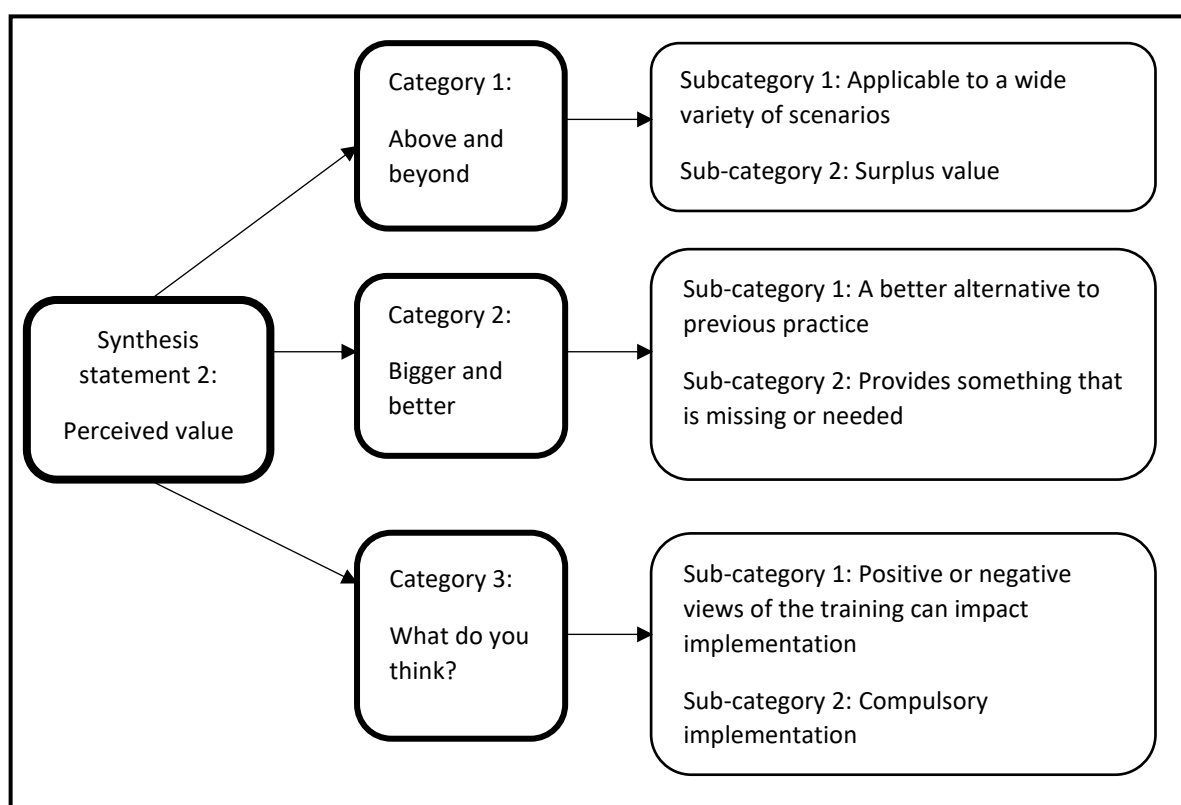 Synthesis
statement 2:
Perceived value
Category 1:
Above and
beyond
Subcategory 1: Applicable to a wide
variety of scenarios
Sub-category 2: Surplus value
Category 2:
Bigger and
better
Sub-category 1: A better alternative to
previous practice
Sub-category 2: Provides something that
is missing or needed
Category 3:
What do you
think?
Sub-category 1: Positive or negative
views of the training can impact
implementation
Sub-category 2: Compulsory
implementation